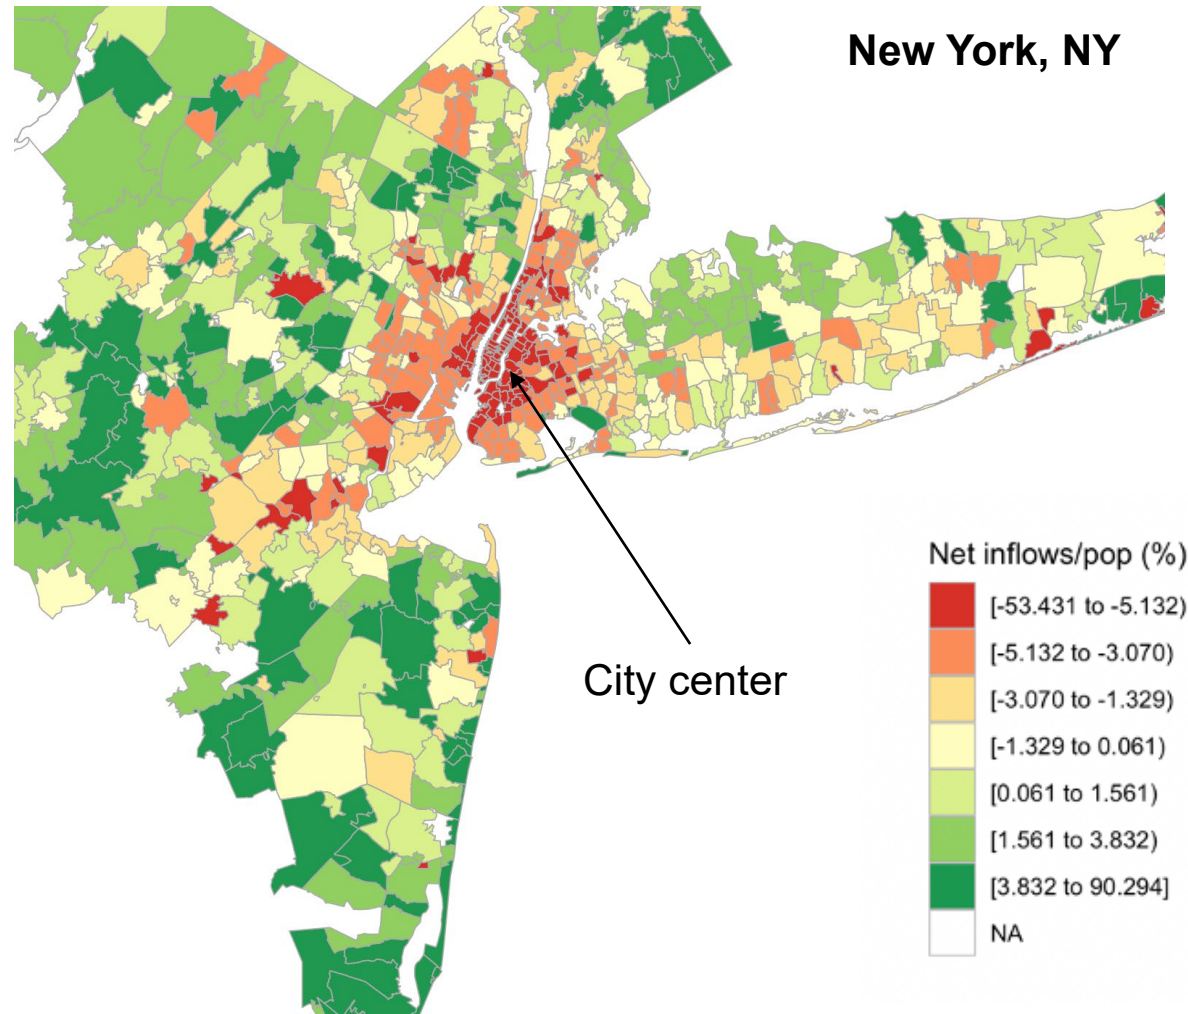 New York, NY
City center
Net inflows/pop (%)
[-53.431 to -5.132)
[-5.132 to -3.070)
[-3.070 to -1.329)
[-1.329 to 0.061)
[0.061 to 1.561)
[1.561 to 3.832)
[3.832 to 90.294]
NA